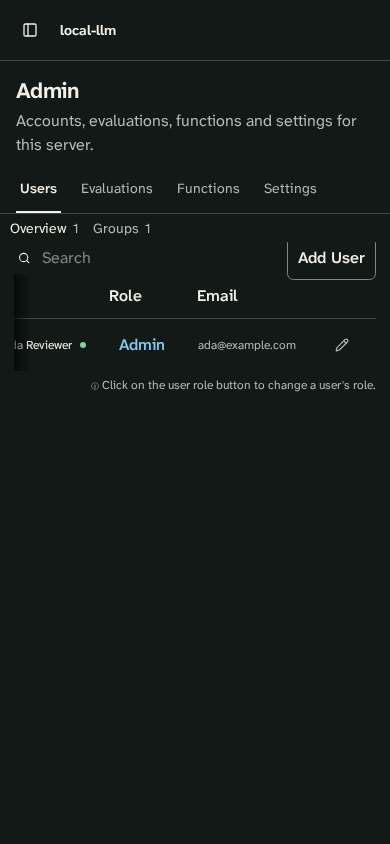 local-llm
Admin
Accounts, evaluations, functions and settings for
this server.
Users Evaluations Functions Settings
Overview 1 Groups 1
Search Add User
Role Email
da Reviewer Admin ada@example.com
Click on the user role button to change a user's role.